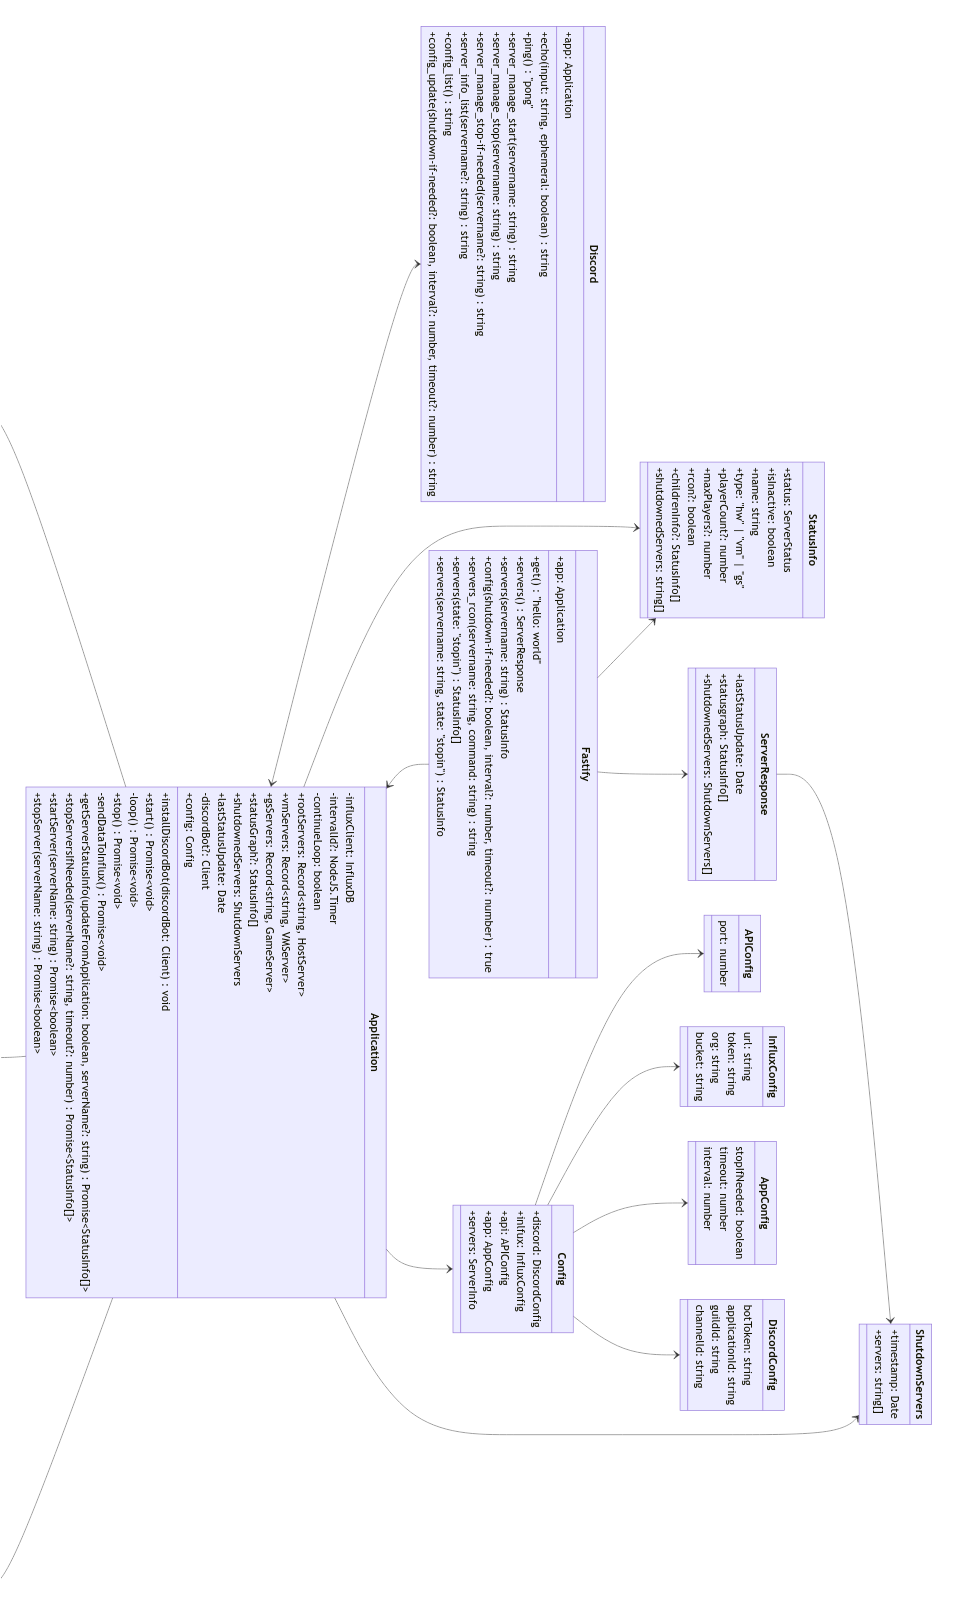 Discord
+app: Application
+echo(input: string, ephemeral: boolean) : string
+ping() : "pong"
+server_manage_start(servername: string) : string
+server_manage_stop(servername: string) : string
+server_manage_stop-if-needed(servername?: string) : string
+server_info_list(servername?: string) : string
+config_list() : string
+config_update(shutdown-if-needed?: boolean, interval?: number, timeout?: number) : string
StatusInfo
+status: ServerStatus
+isInactive: boolean
+name: string
+type: "hw" | "vm" | "gs"
+playerCount?: number
+maxPlayers?: number
+rcon?: boolean
+childrenInfo?: StatusInfo[]
+shutdownedServers: string[]
Fastify
+app: Application
+get() : "hello: world"
+servers() : ServerResponse
+servers(servername: string) : StatusInfo
+config(shutdown-if-needed?: boolean, interval?: number, timeout?: number) : true
+servers_rcon(servername: string, command: string) : string
+servers(state: "stopin") : StatusInfo[]
+servers(servername: string, state: "stopin") : StatusInfo
ServerResponse
+lastStatusUpdate: Date
+statusgraph: StatusInfo[]
+shutdownedServers: ShutdownServers[]
Application
-influxClient: InfluxDB
-intervalId?: NodeJS.Timer
-continueLoop: boolean
+rootServers: Record<string, HostServer>
+vmServers: Record<string, VMServer>
+gsServers: Record<string, GameServer>
+statusGraph?: StatusInfo[]
+shutdownedServers: ShutdownServers
+lastStatusUpdate: Date
-discordBot?: Client
+config: Config
+installDiscordBot(discordBot: Client) : void
+start() : Promise<void>
-loop() : Promise<void>
+stop() : Promise<void>
-sendDataToInflux() : Promise<void>
+getServerStatusInfo(updateFromApplication: boolean, serverName?: string) : Promise<StatusInfo[]>
+stopServersIfNeeded(serverName?: string, timeout?: number) : Promise<StatusInfo[]>
+startServer(serverName: string) : Promise<boolean>
+stopServer(serverName: string) : Promise<boolean>
APIConfig
port: number
InfluxConfig
url: string
token: string
org: string
bucket: string
AppConfig
stopIfNeeded: boolean
timeout: number
interval: number
Config
+discord: DiscordConfig
+inlfux: InfluxConfig
+api: APIConfig
+app: AppConfig
+servers: ServerInfo
DiscordConfig
botToken: string
applicationId: string
guildId: string
channelId: string
ShutdownServers
+timestamp: Date
+servers: string[]